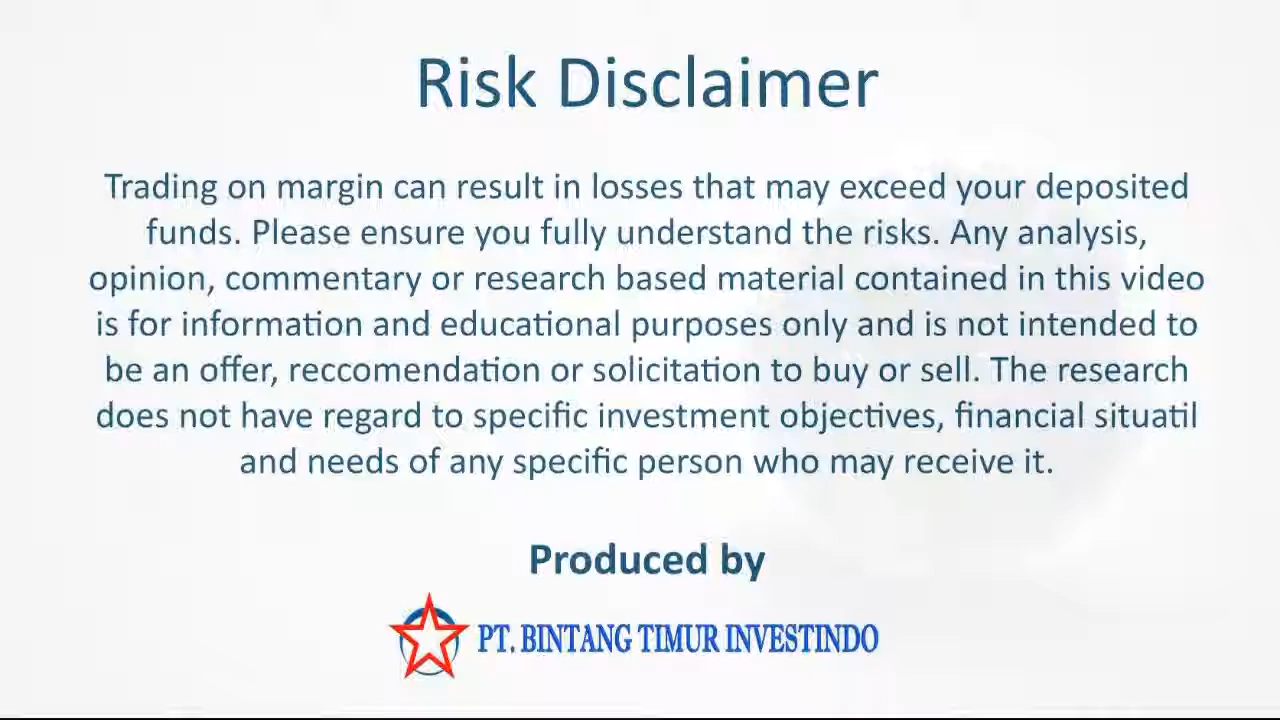 Risk Disclaimer
Trading on margin can result in losses that may exceed your deposited
funds. Please ensure you fully understand the risks. Any analysis,
opinion, commentary or research based material contained in this video
is for information and educational purposes only and is not intended to
be an offer, reccomendation or solicitation to buy or sell. The research
does not have regard to specific investment objectives, financial situatil
and needs of any specific person who may receive it.
Produced by
PT. BINTANG TIMUR INVESTINDO